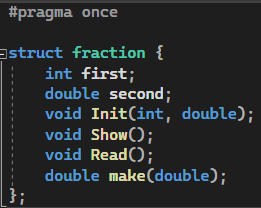 #pragma once
struct fraction {
int first;
double second;
void Init(int, double);
void Show();
void Read();
double make(double);
};